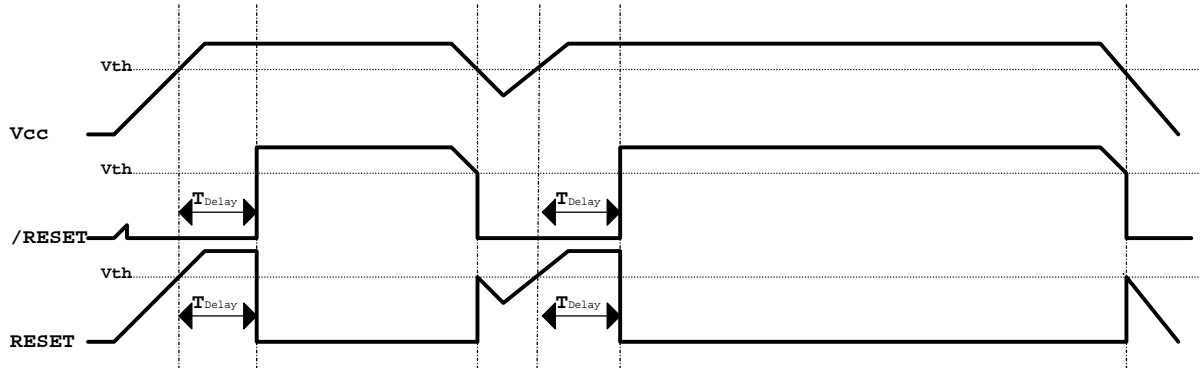 Vth
Vcc
Vth
TDelay TDelay
/RESET
Vth
TDelay TDelay
RESET